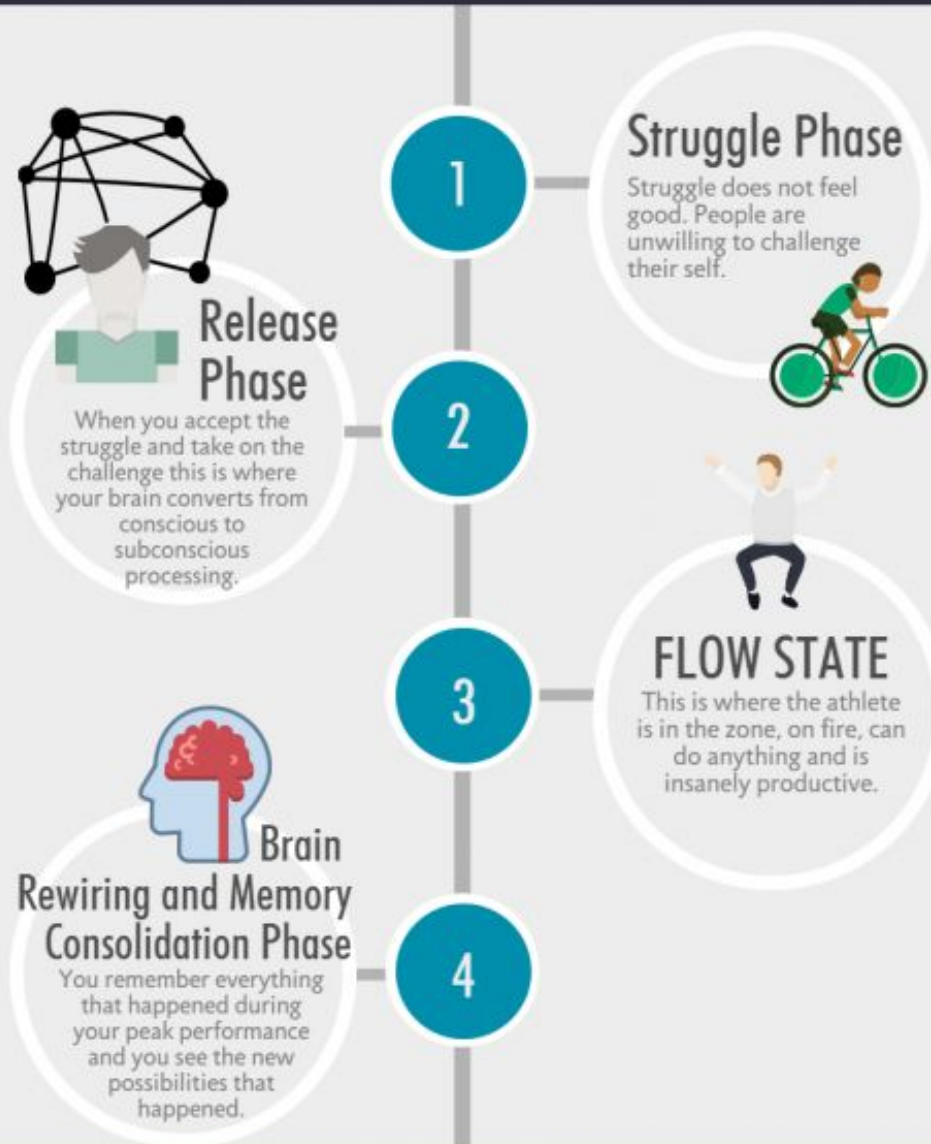 1
Struggle Phase
Struggle does not feel
good. People are
unwilling to challenge
their self.
Release
Phase
2
When you accept the
struggle and take on the
challenge this is where
your brain converts from
conscious to
subconscious
processing.
3
FLOW STATE
This is where the athlete
is in the zone, on fire, can
do anything and is
insanely productive.
Brain
Rewiring and Memory
Consolidation Phase
4
You remember everything
that happened during
your peak performance
and you see the new
possibilities that
happened.